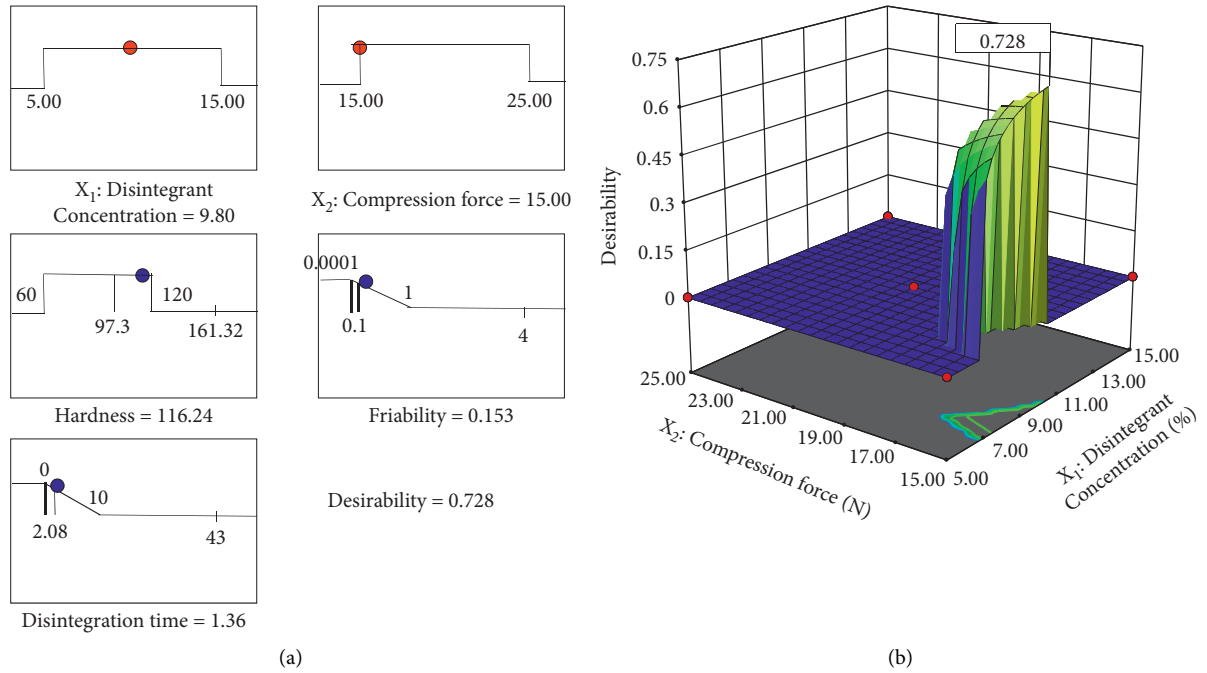 5.00
15.00
X1: Disintegrant
Concentration = 9.80
15.00
25.00
X2: Compression force = 15.00
60
120
97.3
161.32
Hardness = 116.24
0.0001
1
0.1
4
Friability = 0.153
0
10
2.08
43
Disintegration time = 1.36
Desirability = 0.728
(a)
0.728
0.75
0.6
0.45
0.3
0.15
0
Desirability
25.00
23.00
21.00
19.00
17.00
15.00
X2: Compression force (N)
5.00
7.00
9.00
11.00
13.00
15.00
X1: Disintegrant
Concentration (%)
(b)